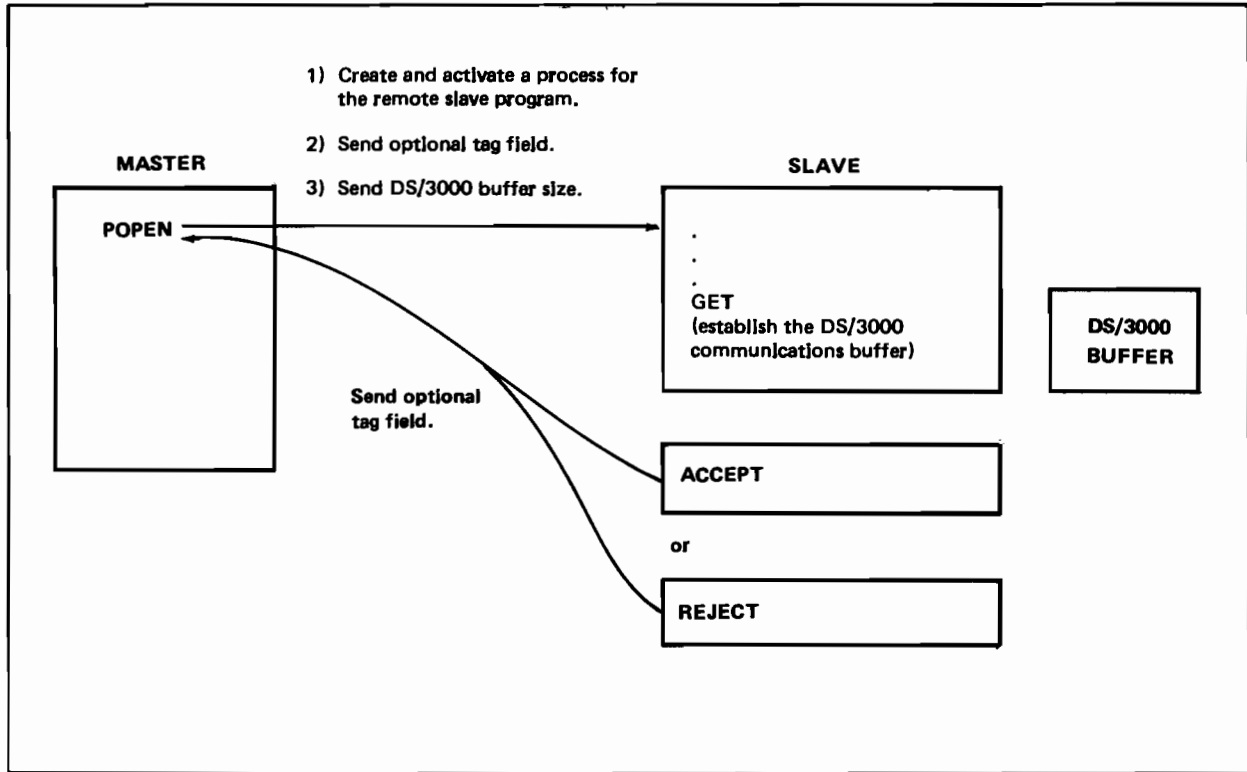 1) Create and activate a process for
the remote slave program.
2) Send optional tag field.
3) Send DS/3000 buffer size.
MASTER
POPEN
SLAVE
.
.
.
GET
(establish the DS/3000
communications buffer)
DS/3000
BUFFER
Send optional
tag field.
ACCEPT
or
REJECT